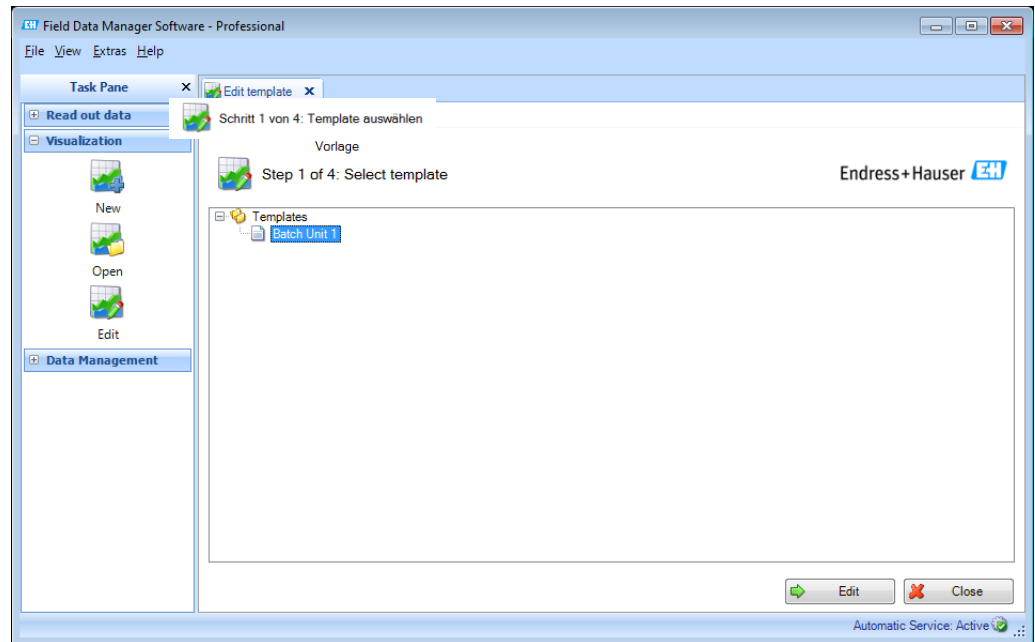 Field Data Manager Software - Professional
File View Extras Help
Task Pane
Edit template
Read out data
Schritt 1 von 4: Template auswählen
Visualization
Vorlage
Step 1 of 4: Select template
Endress+Hauser EH
New
Templates
Batch Unit 1
Open
Edit
Data Management
Edit
Close
Automatic Service: Active